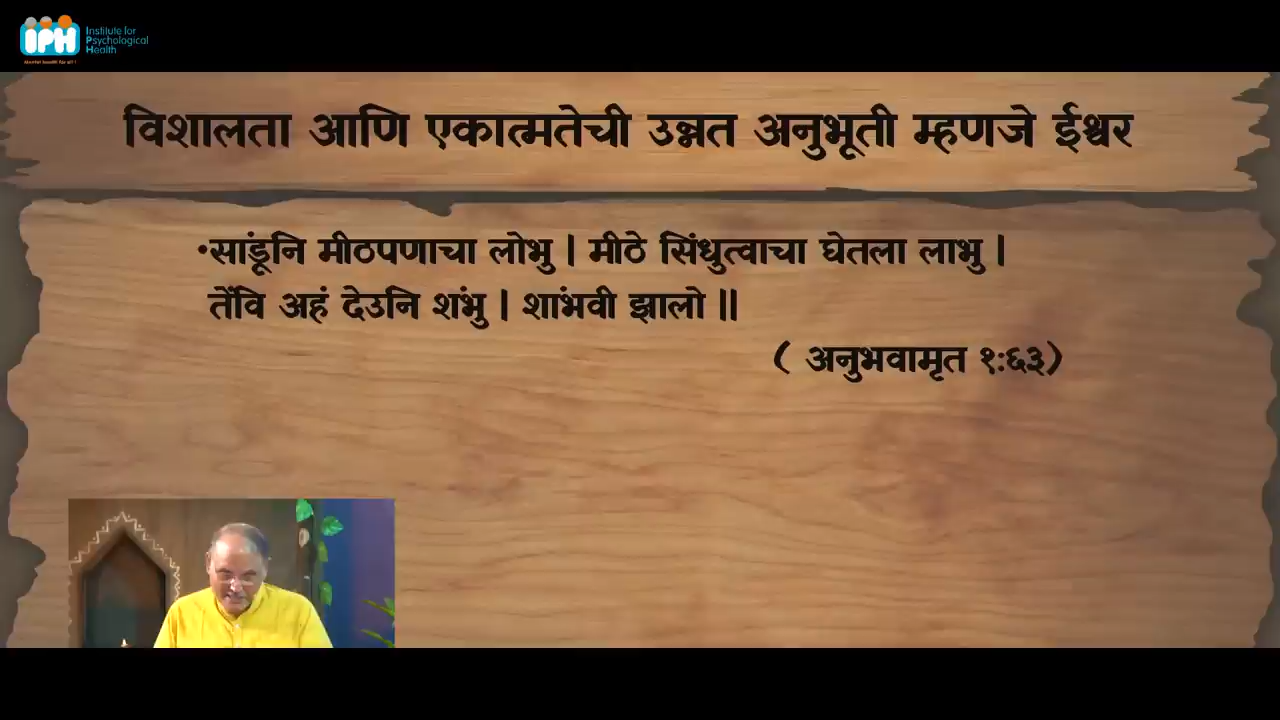 IPH
Institute for
Psychological
Health
विशालता आणि एकात्मतेची उन्नत अनुभूती म्हणजे ईश्वर
•सांडूनि मीठपणाचा लोभु | मीठे सिंधुत्वाचा घेतला लाभु |
तेंवि अहं देउनि शंभु | शांभवी झालो ||
( अनुभवामृत १:६३)